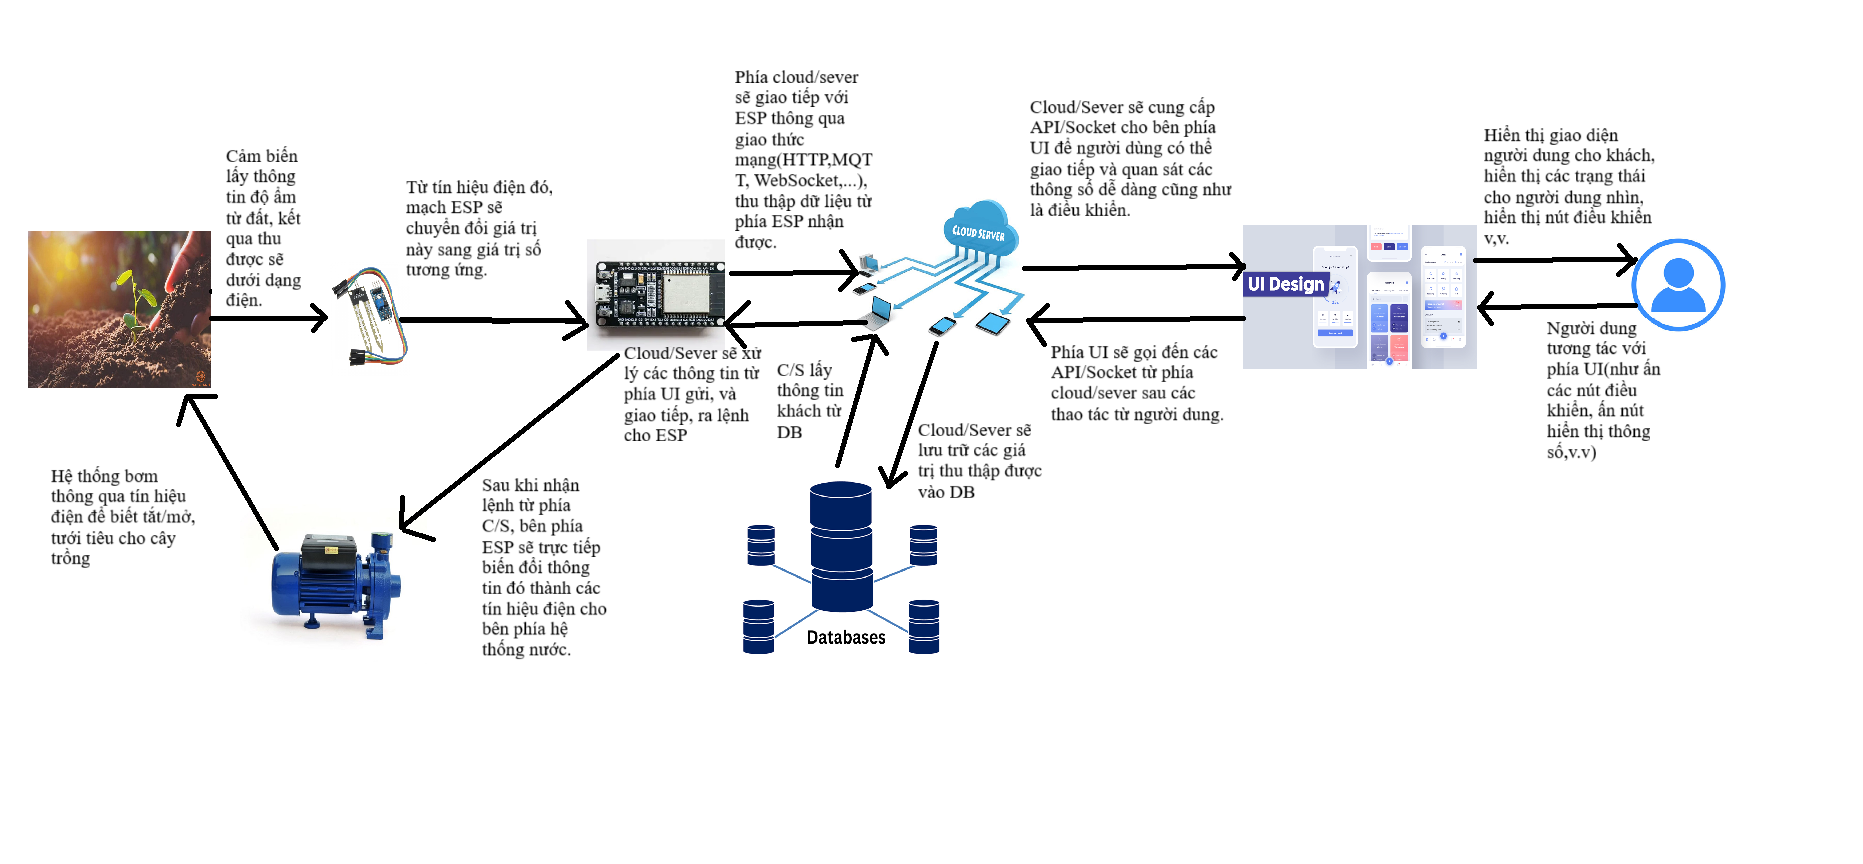 Cảm biến
lấy thông
tin độ ẩm
từ đất, kết
qua thu
được sẽ
dưới dạng
điện.
Từ tín hiệu điện đó,
mạch ESP sẽ
chuyển đổi giá trị
này sang giá trị số
tương ứng.
Phía cloud/sever
sẽ giao tiếp với
ESP thông qua
giao thức
mạng(HTTP,MQT
T, WebSocket,...),
thu thập dữ liệu từ
phía ESP nhận
được.
CLOUD SERVER
Cloud/Sever sẽ cung cấp
API/Socket cho bên phía
UI để người dùng có thể
giao tiếp và quan sát các
thông số dễ dàng cũng như
là điều khiển.
UI Design
Hiển thị giao diện
người dung cho khách,
hiển thị các trạng thái
cho người dung nhìn,
hiển thị nút điều khiển
v,v.
Cloud/Sever sẽ xử
lý các thông tin từ
phía UI gửi, và
giao tiếp, ra lệnh
cho ESP
C/S lấy
thông tin
khách từ
DB
Cloud/Sever sẽ
lưu trữ các giá
trị thu thập được
vào DB
Phía UI sẽ gọi đến các
API/Socket từ phía
cloud/sever sau các
thao tác từ người dung.
Người dung
tương tác với
phía UI(như ấn
các nút điều
khiển, ấn nút
hiển thị thông
số,v.v)
Hệ thống bơm
thông qua tín hiệu
điện để biết tắt/mở,
tưới tiêu cho cây
trồng
Sau khi nhận
lệnh từ phía
C/S, bên phía
ESP sẽ trực tiếp
biến đổi thông
tin đó thành các
tín hiệu điện cho
bên phía hệ
thống nước.
Databases